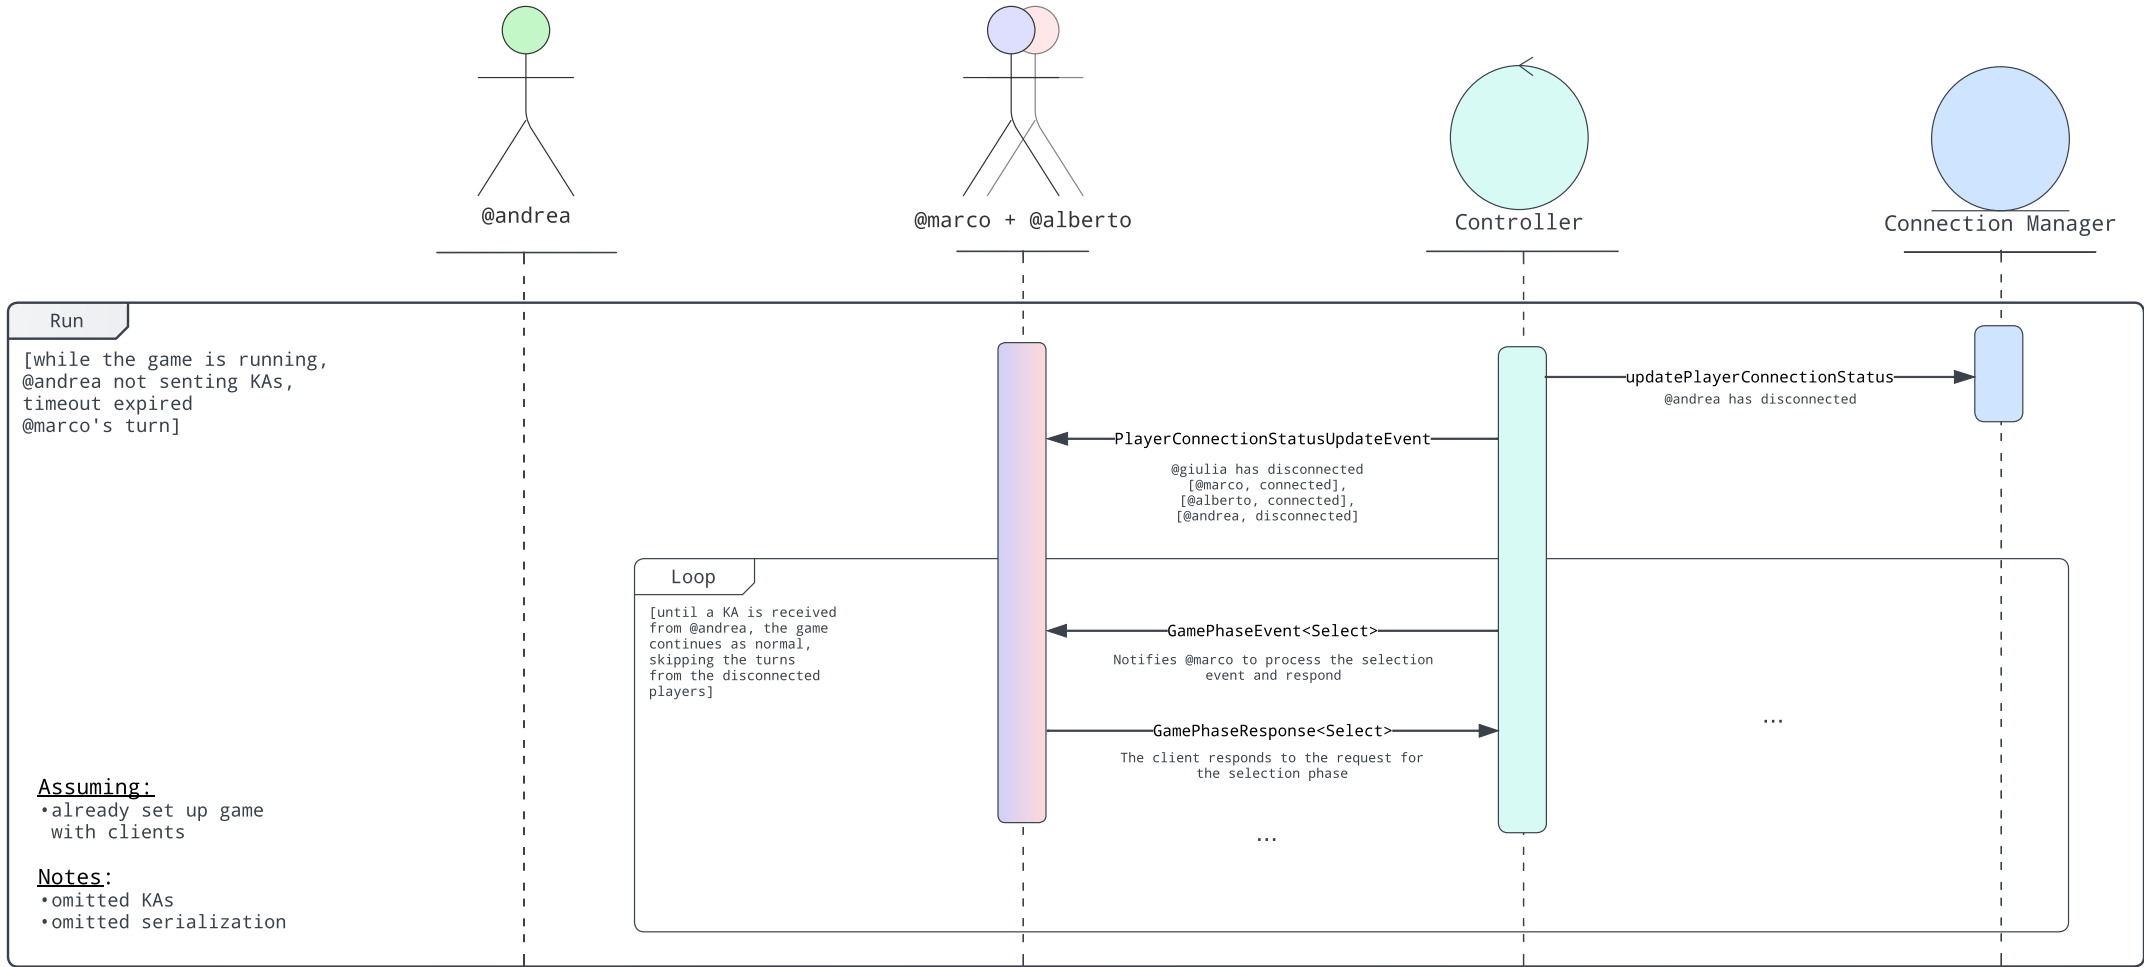 @andrea
@marco + @alberto
Controller
Connection Manager
Run
[while the game is running,
@andrea not senting KAs,
timeout expired
@marco's turn]
updatePlayerConnectionStatus
@andrea has disconnected
PlayerConnectionStatusUpdateEvent
@giulia has disconnected
[@marco, connected],
[@alberto, connected],
[@andrea, disconnected]
Loop
[until a KA is received
from @andrea, the game
continues as normal,
skipping the turns
from the disconnected
players]
GamePhaseEvent<Select>
Notifies @marco to process the selection
event and respond
GamePhaseResponse<Select>
The client responds to the request for
the selection phase
...
...
Assuming:
•already set up game
with clients
Notes:
•omitted KAs
•omitted serialization